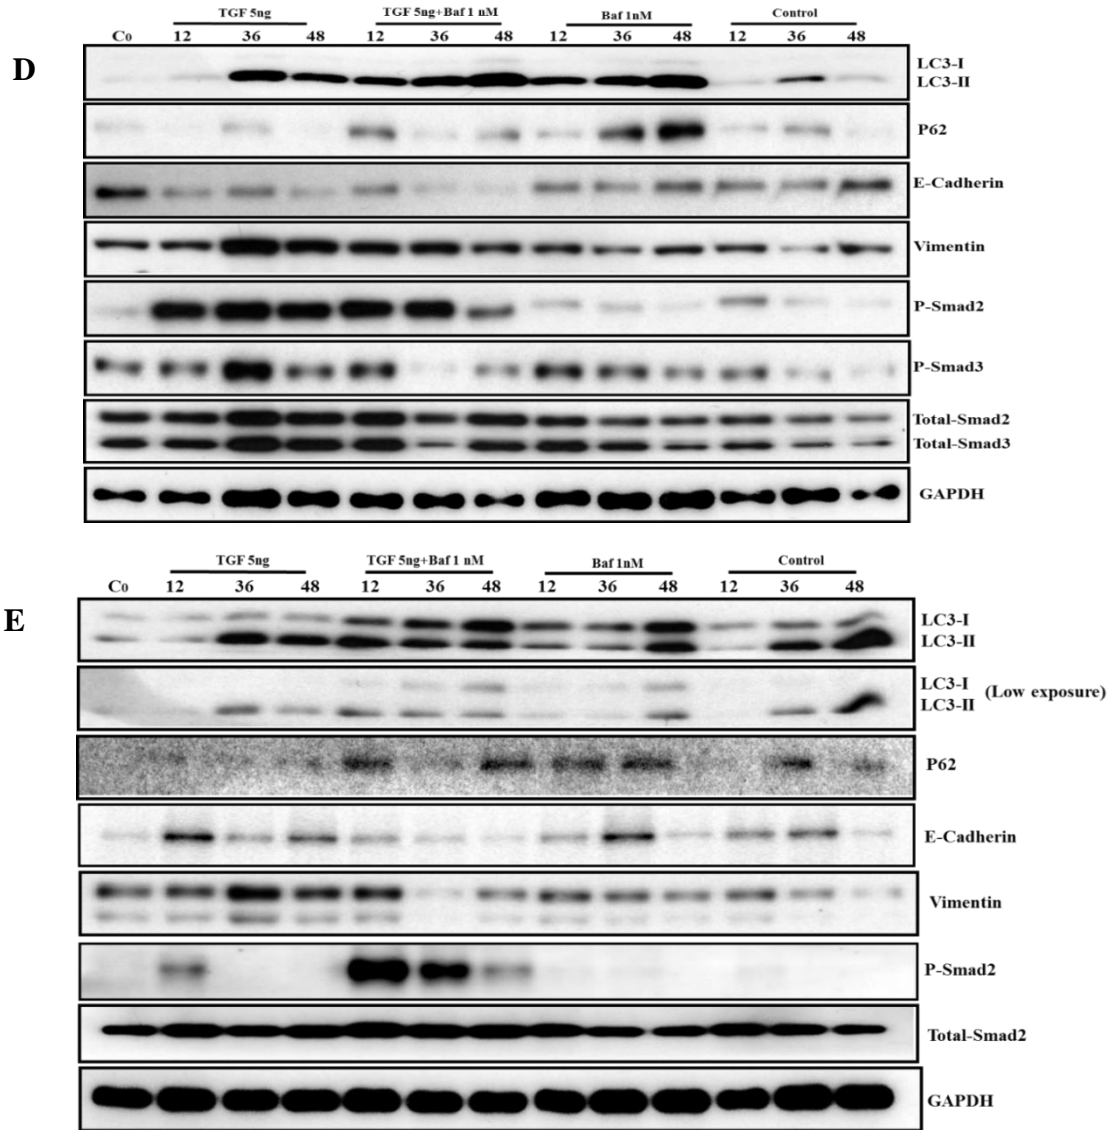 TGF 5ng TGF 5ng+Baf 1 nM Baf 1nM Control
Co 12 36 48 12 36 48 12 36 48 12 36 48
D
LC3-I
LC3-II
P62
E-Cadherin
Vimentin
P-Smad2
P-Smad3
Total-Smad2
Total-Smad3
GAPDH
TGF 5ng TGF 5ng+Baf 1 nM Baf 1nM Control
Co 12 36 48 12 36 48 12 36 48 12 36 48
E
LC3-I
LC3-II
LC3-I (Low exposure)
LC3-II
P62
E-Cadherin
Vimentin
P-Smad2
Total-Smad2
GAPDH